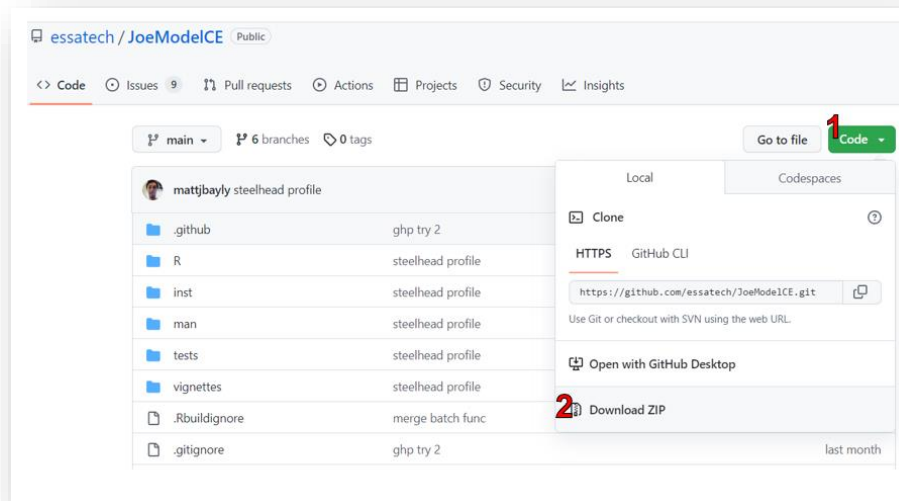 essatech / JoeModelCE Public
<> Code Issues 9 Pull requests Actions Projects Security Insights
main 6 branches 0 tags Go to file Code
1
mattjbayly steelhead profile
Local Codespaces
Clone
HTTPS GitHub CLI
https://github.com/essatech/JoeModelCE.git
Use Git or checkout with SVN using the web URL.
Open with GitHub Desktop
2 Download ZIP
.github ghp try 2
R steelhead profile
inst steelhead profile
man steelhead profile
tests steelhead profile
vignettes steelhead profile
.Rbuildignore merge batch func
.gitignore ghp try 2 last month